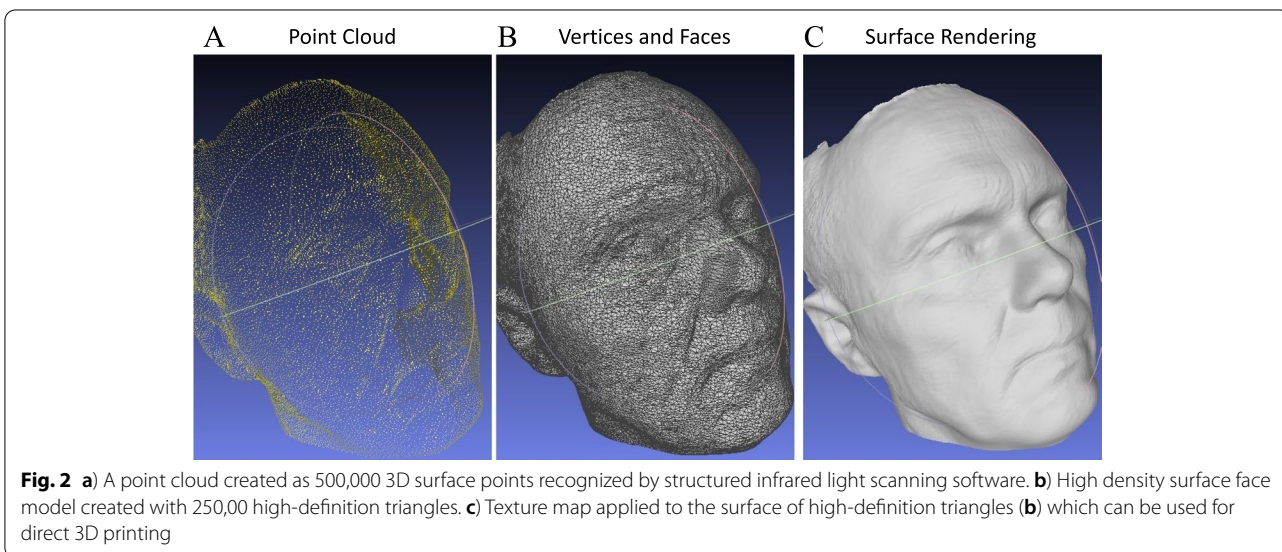 A Point Cloud B Vertices and Faces C Surface Rendering
Fig. 2 a) A point cloud created as 500,000 3D surface points recognized by structured infrared light scanning software. b) High density surface face
model created with 250,00 high-definition triangles. c) Texture map applied to the surface of high-definition triangles (b) which can be used for
direct 3D printing